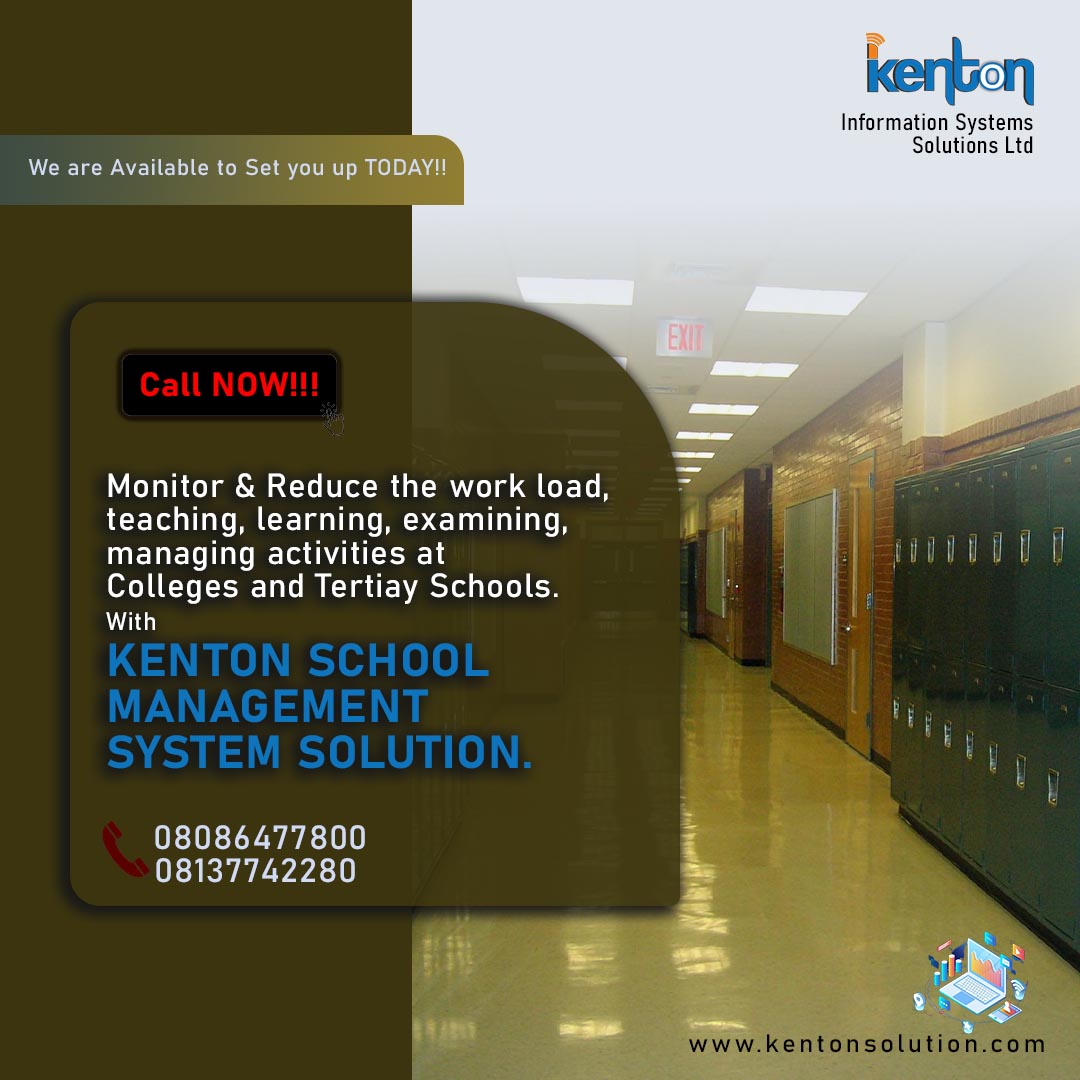 kenton
Information Systems
Solutions Ltd
We are Available to Set you up TODAY!!
EXIT
Call NOW!!!
Monitor & Reduce the work load,
teaching, learning, examining,
managing activities at
Colleges and Tertiay Schools.
With
KENTON SCHOOL
MANAGEMENT
SYSTEM SOLUTION.
08086477800
08137742280
www.kentonsolution.com